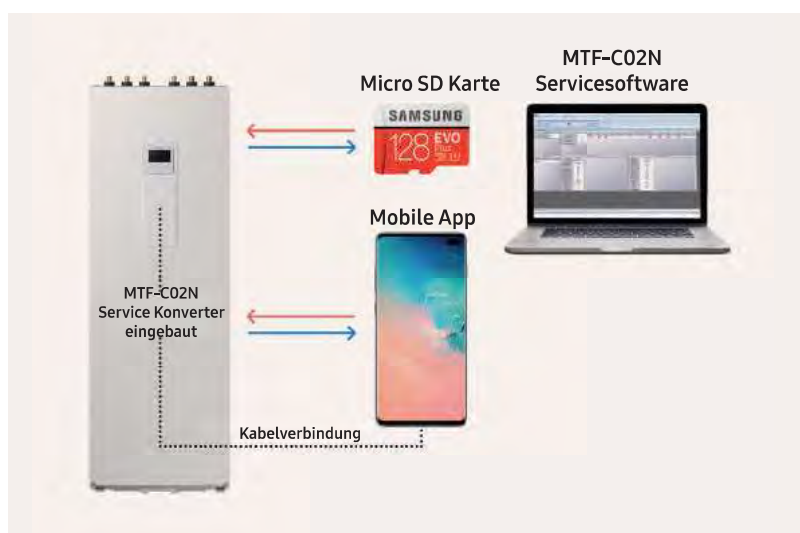 MTF-C02N
Servicesoftware
Micro SD Karte
SAMSUNG
128 EVO
Plus
Mobile App
MTF-C02N
Service Konverter
eingebaut
Kabelverbindung